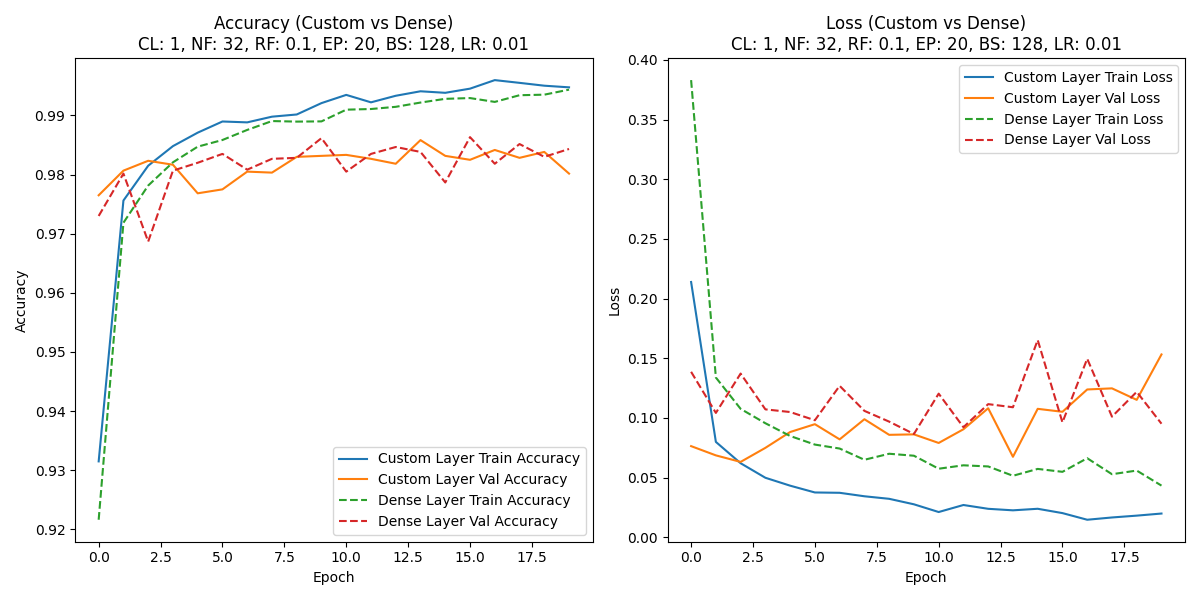 Accuracy (Custom vs Dense)
CL: 1, NF: 32, RF: 0.1, EP: 20, BS: 128, LR: 0.01
0.99
0.98
0.97
0.96
0.95
0.94
0.93
0.92
Accuracy
0.0 2.5 5.0 7.5 10.0 12.5 15.0 17.5
Epoch
Custom Layer Train Accuracy
Custom Layer Val Accuracy
Dense Layer Train Accuracy
Dense Layer Val Accuracy
Loss (Custom vs Dense)
CL: 1, NF: 32, RF: 0.1, EP: 20, BS: 128, LR: 0.01
0.40
0.35
0.30
0.25
0.20
0.15
0.10
0.05
0.00
Loss
0.0 2.5 5.0 7.5 10.0 12.5 15.0 17.5
Epoch
Custom Layer Train Loss
Custom Layer Val Loss
Dense Layer Train Loss
Dense Layer Val Loss